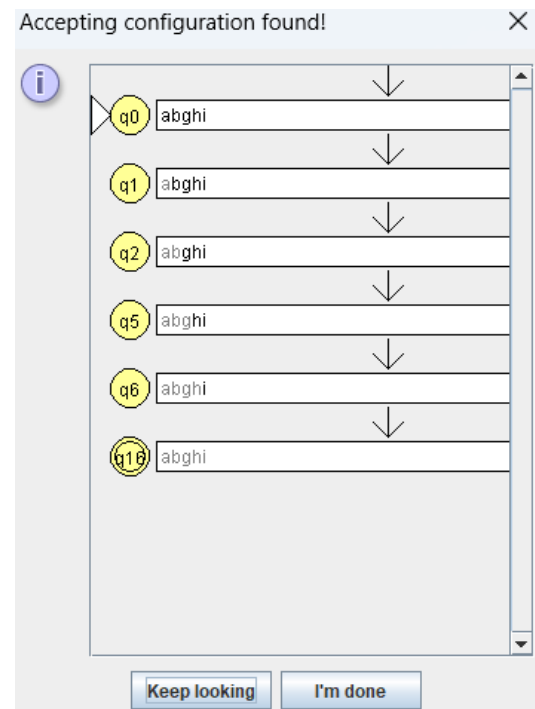 Accepting configuration found!
q0 abghi
q1 abghi
q2 abghi
q5 abghi
q6 abghi
q16 abghi
Keep looking I'm done